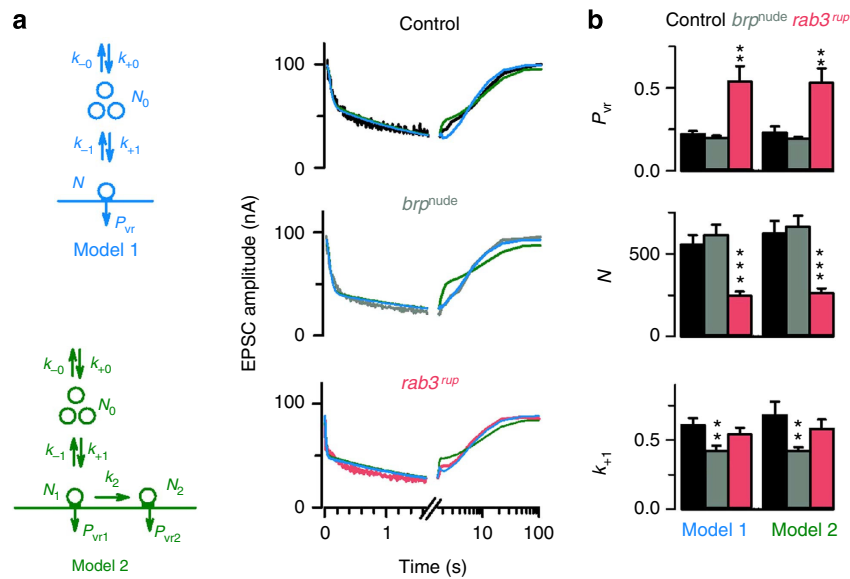 a
k₋₀ k₊₀
N₀
k₋₁ k₊₁
N
Pvr
Model 1
k₋₀ k₊₀
N₀
k₋₁ k₊₁
N₁ k₂ N₂
Pvr1 Pvr2
Model 2
Control
100
0
brpⁿᵘᵈᵉ
100
0
rab3ʳᵘᵖ
100
0
EPSC amplitude (nA)
0 1 10 100
Time (s)
b
Control brpⁿᵘᵈᵉ rab3ʳᵘᵖ
Pvr
0.5
0.0
** **
N
500
0
*** ***
k₊₁
0.5
0.0
** **
Model 1 Model 2